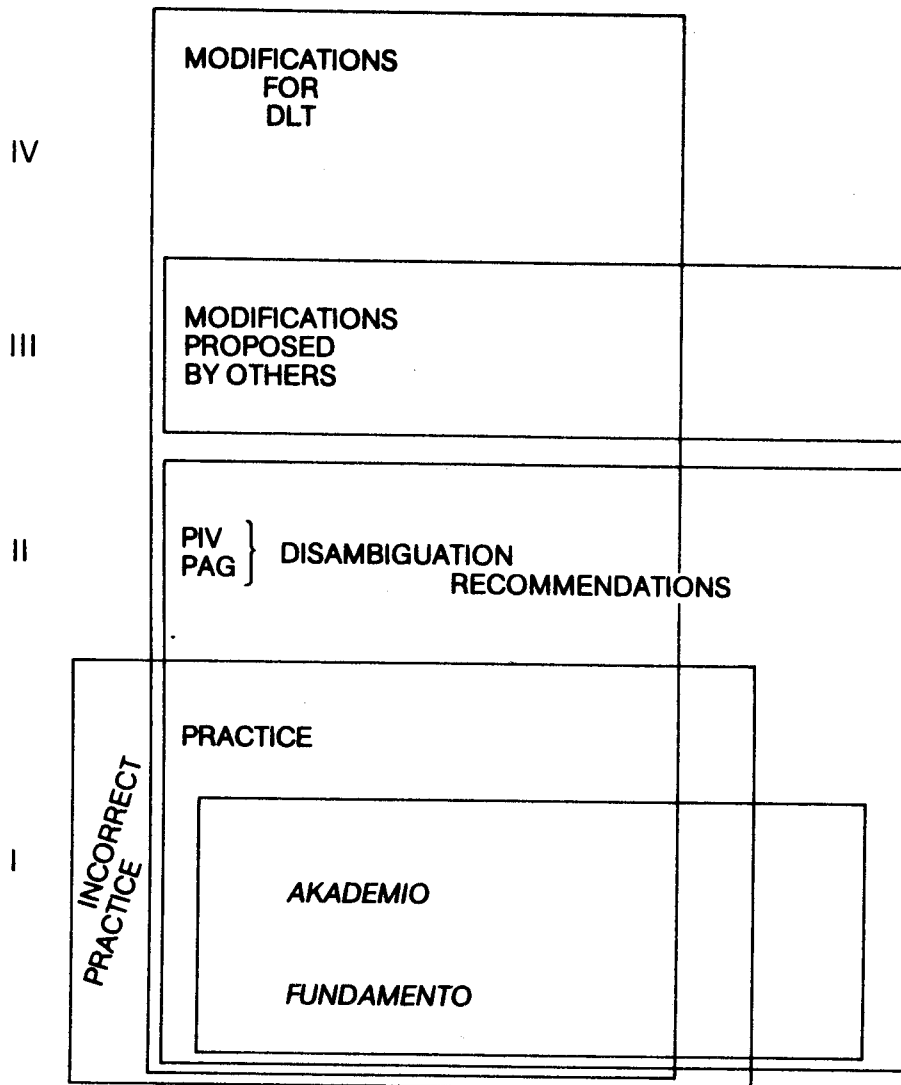 MODIFICATIONS
FOR
DLT
IV
MODIFICATIONS
III PROPOSED
BY OTHERS
PIV
II DISAMBIGUATION
PAG
RECOMMENDATIONS
PRACTICE
INCORRECT
PRACTICE
I
AKADEMIO
FUNDAMENTO